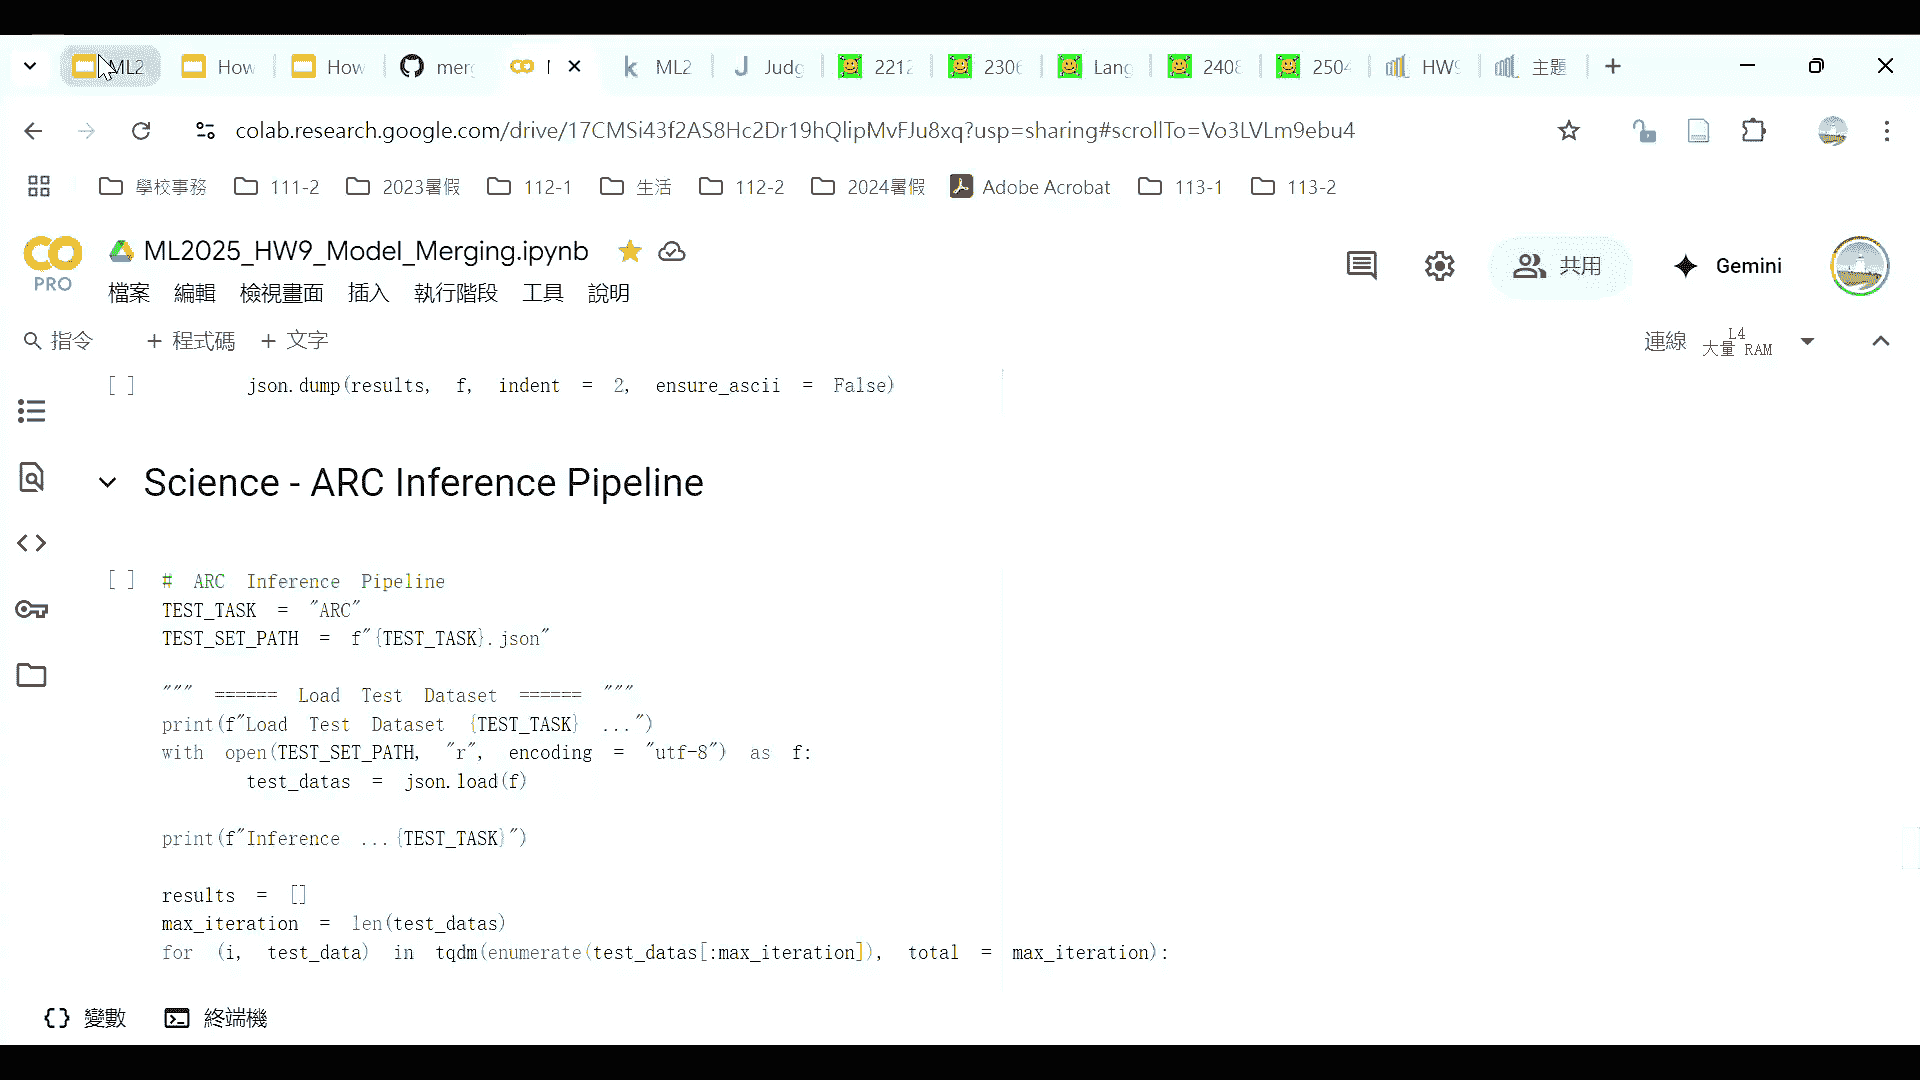 ML2 How How mer ML2 Judg 2212 2306 Lang 2408 2504 HW9 主題
colab.research.google.com/drive/17CMSi43f2AS8Hc2Dr19hQlipMvFJu8xq?usp=sharing#scrollTo=Vo3LVLm9ebu4
學校事務 111-2 2023暑假 112-1 生活 112-2 2024暑假 Adobe Acrobat 113-1 113-2
CO PRO
ML2025_HW9_Model_Merging.ipynb
共用 Gemini
檔案 編輯 檢視畫面 插入 執行階段 工具 說明
指令 + 程式碼 + 文字
連線 L4 大量 RAM
[ ] json.dump(results, f, indent = 2, ensure_ascii = False)
Science - ARC Inference Pipeline
[ ] # ARC Inference Pipeline
TEST_TASK = "ARC"
TEST_SET_PATH = f"{TEST_TASK}.json"
""" ====== Load Test Dataset ====== """
print(f"Load Test Dataset {TEST_TASK} ...")
with open(TEST_SET_PATH, "r", encoding = "utf-8") as f:
test_datas = json.load(f)
print(f"Inference ...{TEST_TASK}")
results = []
max_iteration = len(test_datas)
for (i, test_data) in tqdm(enumerate(test_datas[:max_iteration]), total = max_iteration):
變數 終端機